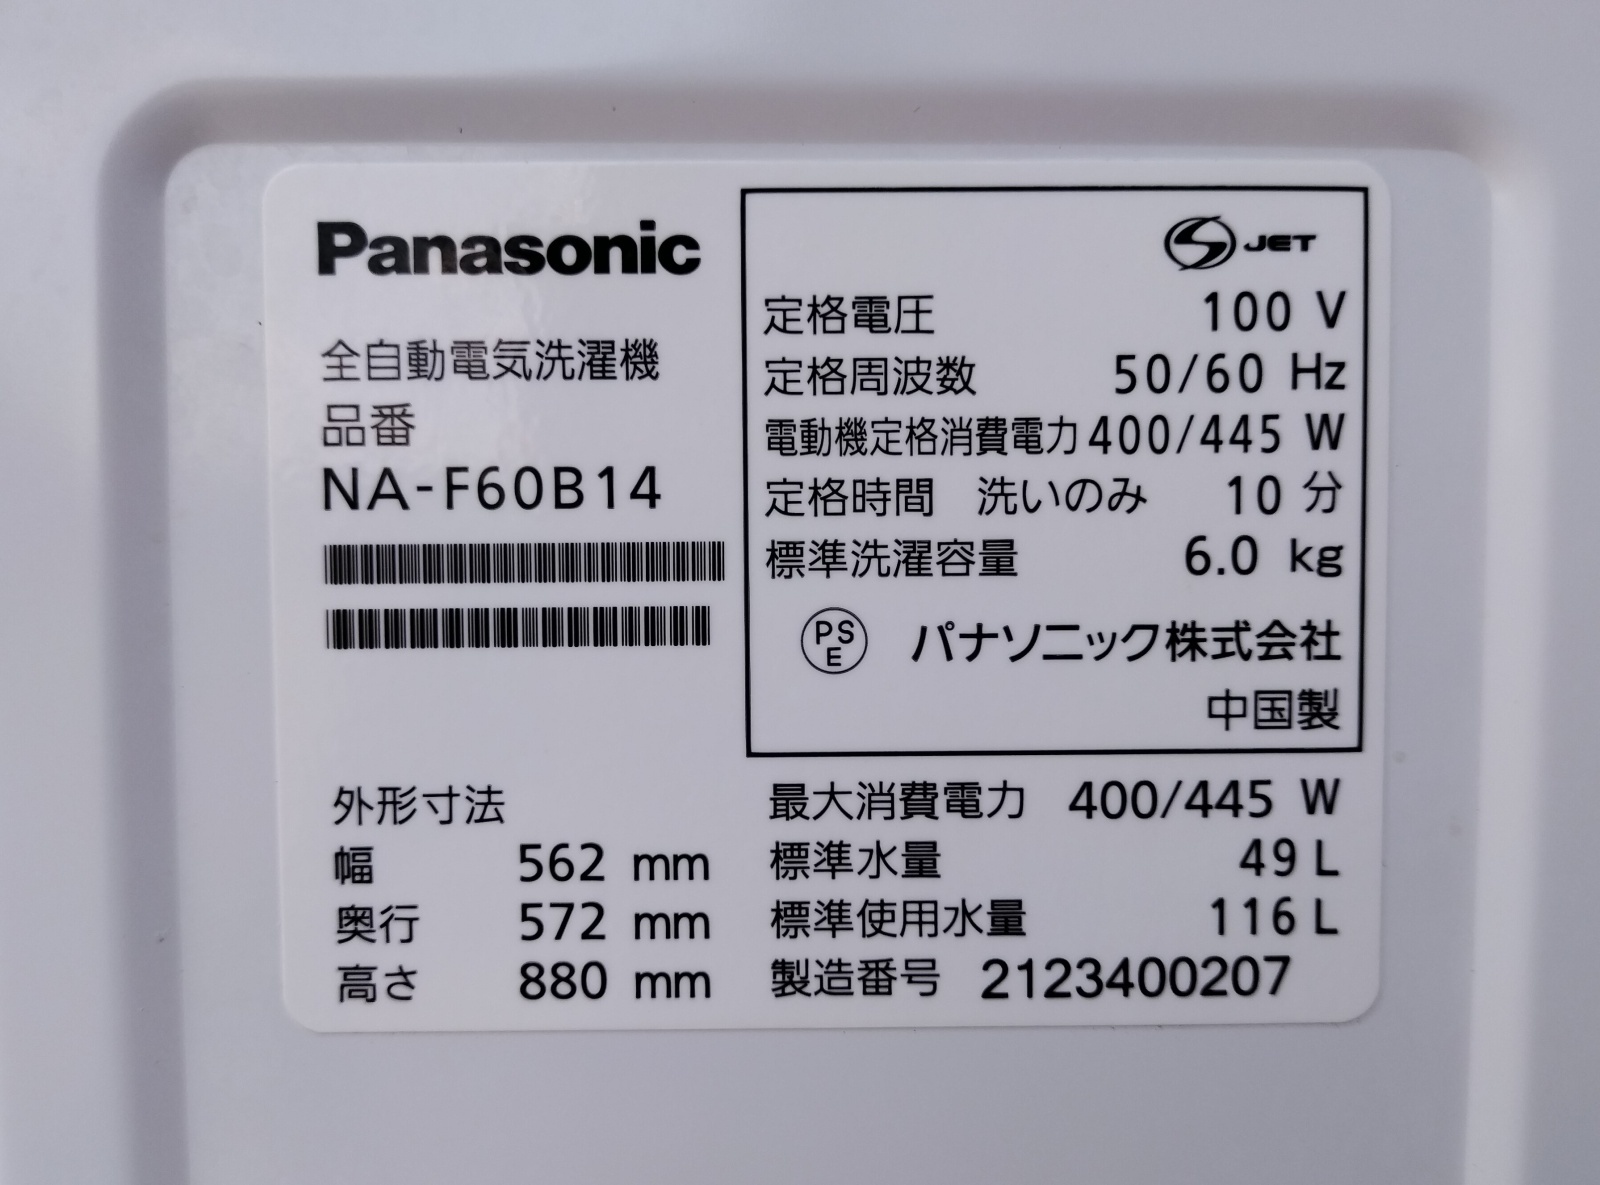 Panasonic
全自動電気洗濯機
品番
NA-F60B14
S JET
定格電圧 100 V
定格周波数 50/60 Hz
電動機定格消費電力 400/445 W
定格時間 洗いのみ 10 分
標準洗濯容量 6.0 kg
PS
E
パナソニック株式会社
中国製
外形寸法
幅 562 mm
奥行 572 mm
高さ 880 mm
最大消費電力 400/445 W
標準水量 49 L
標準使用水量 116 L
製造番号 2123400207